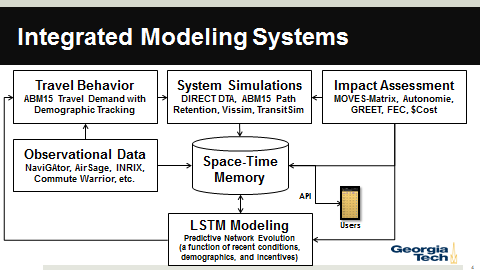 Integrated Modeling Systems
Travel Behavior
ABM15 Travel Demand with
Demographic Tracking
System Simulations
DIRECT DTA, ABM15 Path
Retention, Vissim, TransitSim
Impact Assessment
MOVES-Matrix, Autonomie,
GREET, FEC, $Cost
Observational Data
NaviGAtor, AirSage, INRIX,
Commute Warrior, etc.
Space-Time
Memory
API
Users
LSTM Modeling
Predictive Network Evolution
(a function of recent conditions,
demographics, and incentives)
Georgia
Tech
4